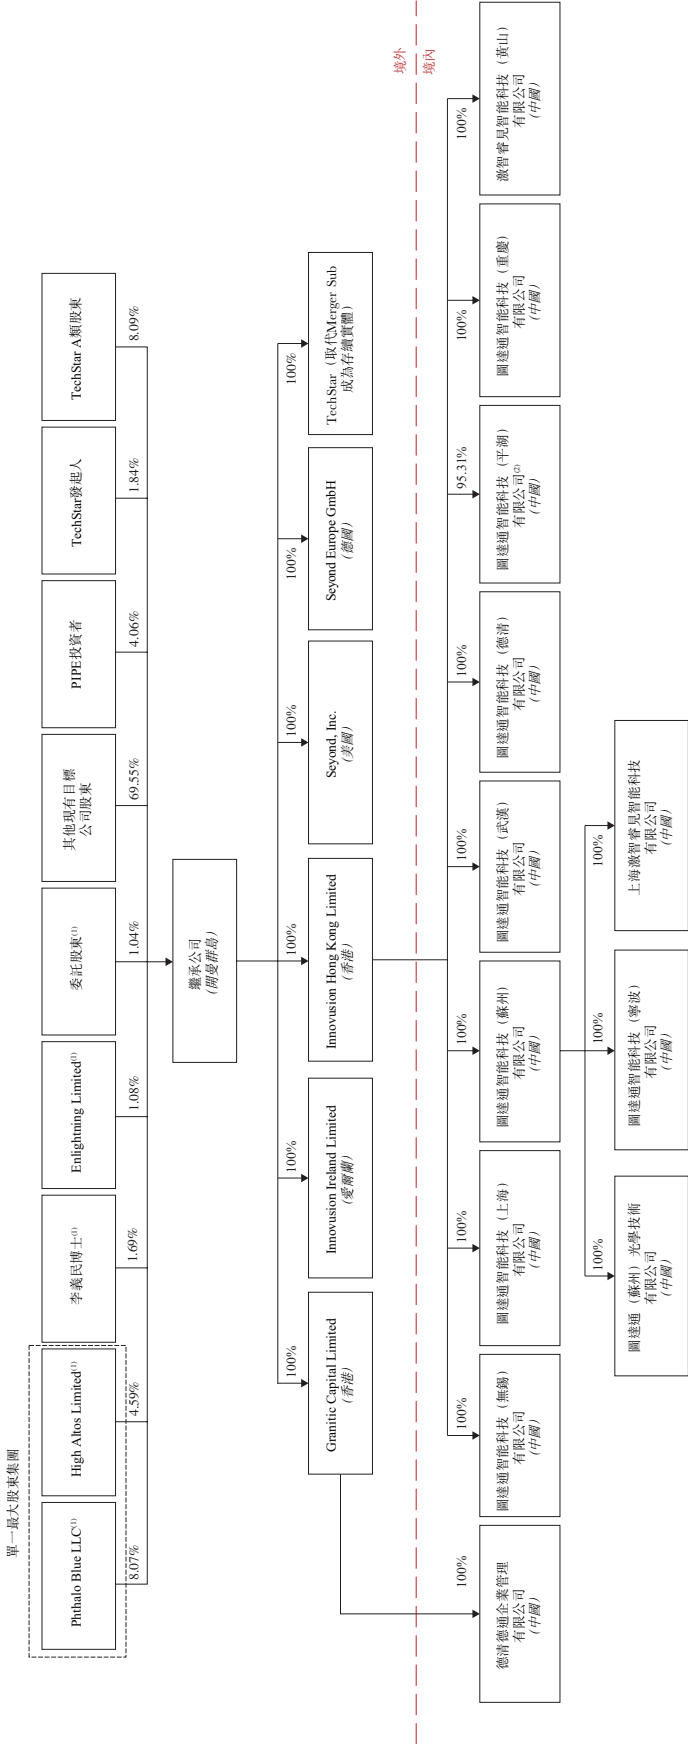 單一最大股東集團
Phthalo Blue LLC(1)
High Altos Limited(1)
李義民博士(1)
Enlightning Limited(1)
委託股東(1)
其他現有目標
公司股東
PIPE投資者
TechStar發起人
TechStar A類股東
8.07%
4.59%
1.69%
1.08%
1.04%
69.55%
4.06%
1.84%
8.09%
繼承公司
(開曼群島)
100%
100%
100%
100%
100%
100%
Granitic Capital Limited
(香港)
Innovusion Ireland Limited
(愛爾蘭)
Innovusion Hong Kong Limited
(香港)
Seyond, Inc.
(美國)
Seyond Europe GmbH
(德國)
TechStar（取代Merger Sub
成為存續實體）
境外
境內
100%
100%
100%
100%
100%
100%
95.31%
100%
100%
德清德通企業管理
有限公司
(中國)
圖達通智能科技（無錫）
有限公司
(中國)
圖達通智能科技（上海）
有限公司
(中國)
圖達通智能科技（蘇州）
有限公司
(中國)
圖達通智能科技（武漢）
有限公司
(中國)
圖達通智能科技（德清）
有限公司
(中國)
圖達通智能科技（平湖）
有限公司(2)
(中國)
圖達通智能科技（重慶）
有限公司
(中國)
激智睿見智能科技（黃山）
有限公司
(中國)
100%
100%
100%
圖達通（蘇州）光學技術
有限公司
(中國)
圖達通智能科技（寧波）
有限公司
(中國)
上海激智睿見智能科技
有限公司
(中國)